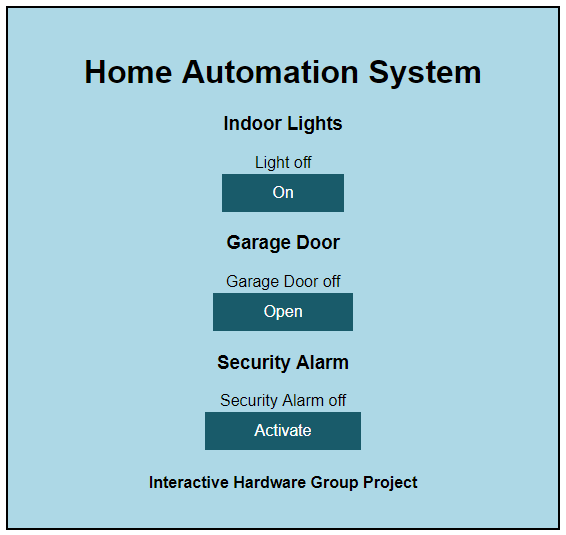 Home Automation System
Indoor Lights
Light off
On
Garage Door
Garage Door off
Open
Security Alarm
Security Alarm off
Activate
Interactive Hardware Group Project